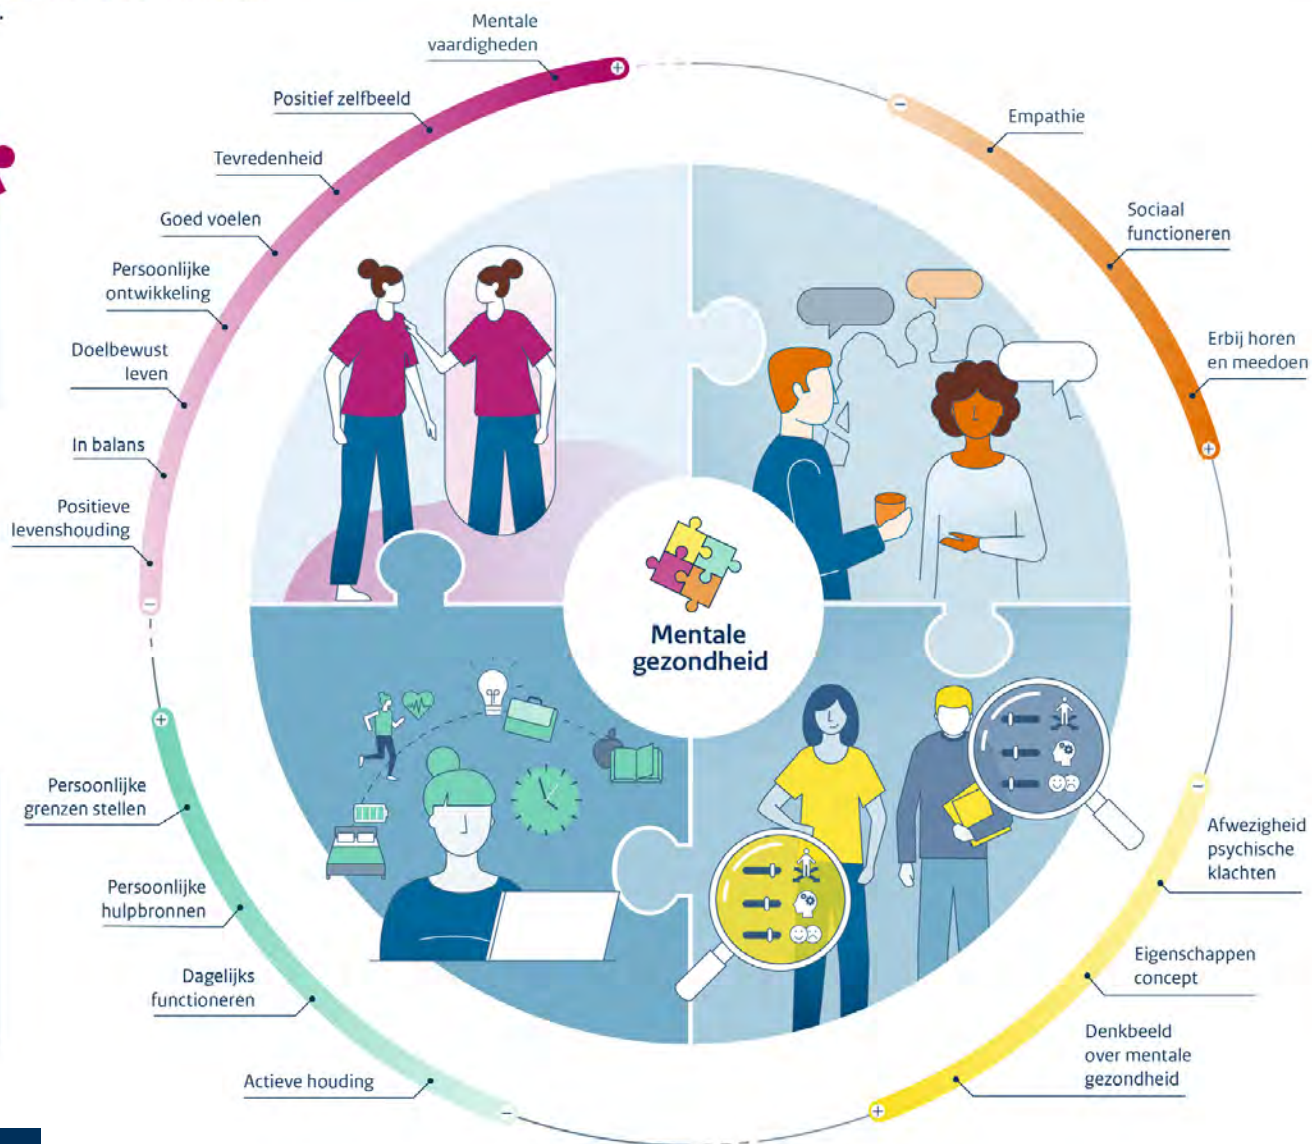 Mentale
vaardigheden
Positief zelfbeeld
Tevredenheid
Goed voelen
Persoonlijke
ontwikkeling
Doelbewust
leven
In balans
Positieve
levenshouding
Empathie
Sociaal
functioneren
Erbij horen
en meedoen
Mentale
gezondheid
Persoonlijke
grenzen stellen
Persoonlijke
hulpbronnen
Dagelijks
functioneren
Actieve houding
Afwezigheid
psychische
klachten
Eigenschappen
concept
Denkbeeld
over mentale
gezondheid